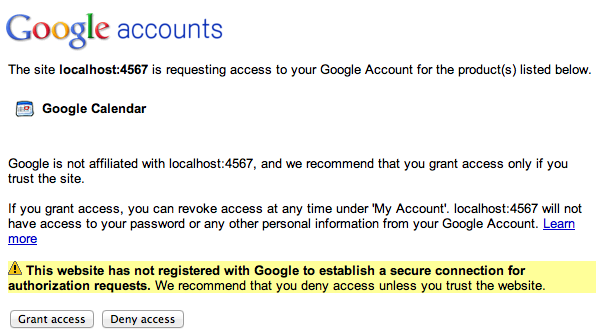 Google accounts
The site localhost:4567 is requesting access to your Google Account for the product(s) listed below.
Google Calendar
Google is not affiliated with localhost:4567, and we recommend that you grant access only if you
trust the site.
If you grant access, you can revoke access at any time under 'My Account'. localhost:4567 will not
have access to your password or any other personal information from your Google Account. Learn
more
This website has not registered with Google to establish a secure connection for
authorization requests. We recommend that you deny access unless you trust the website.
Grant access Deny access